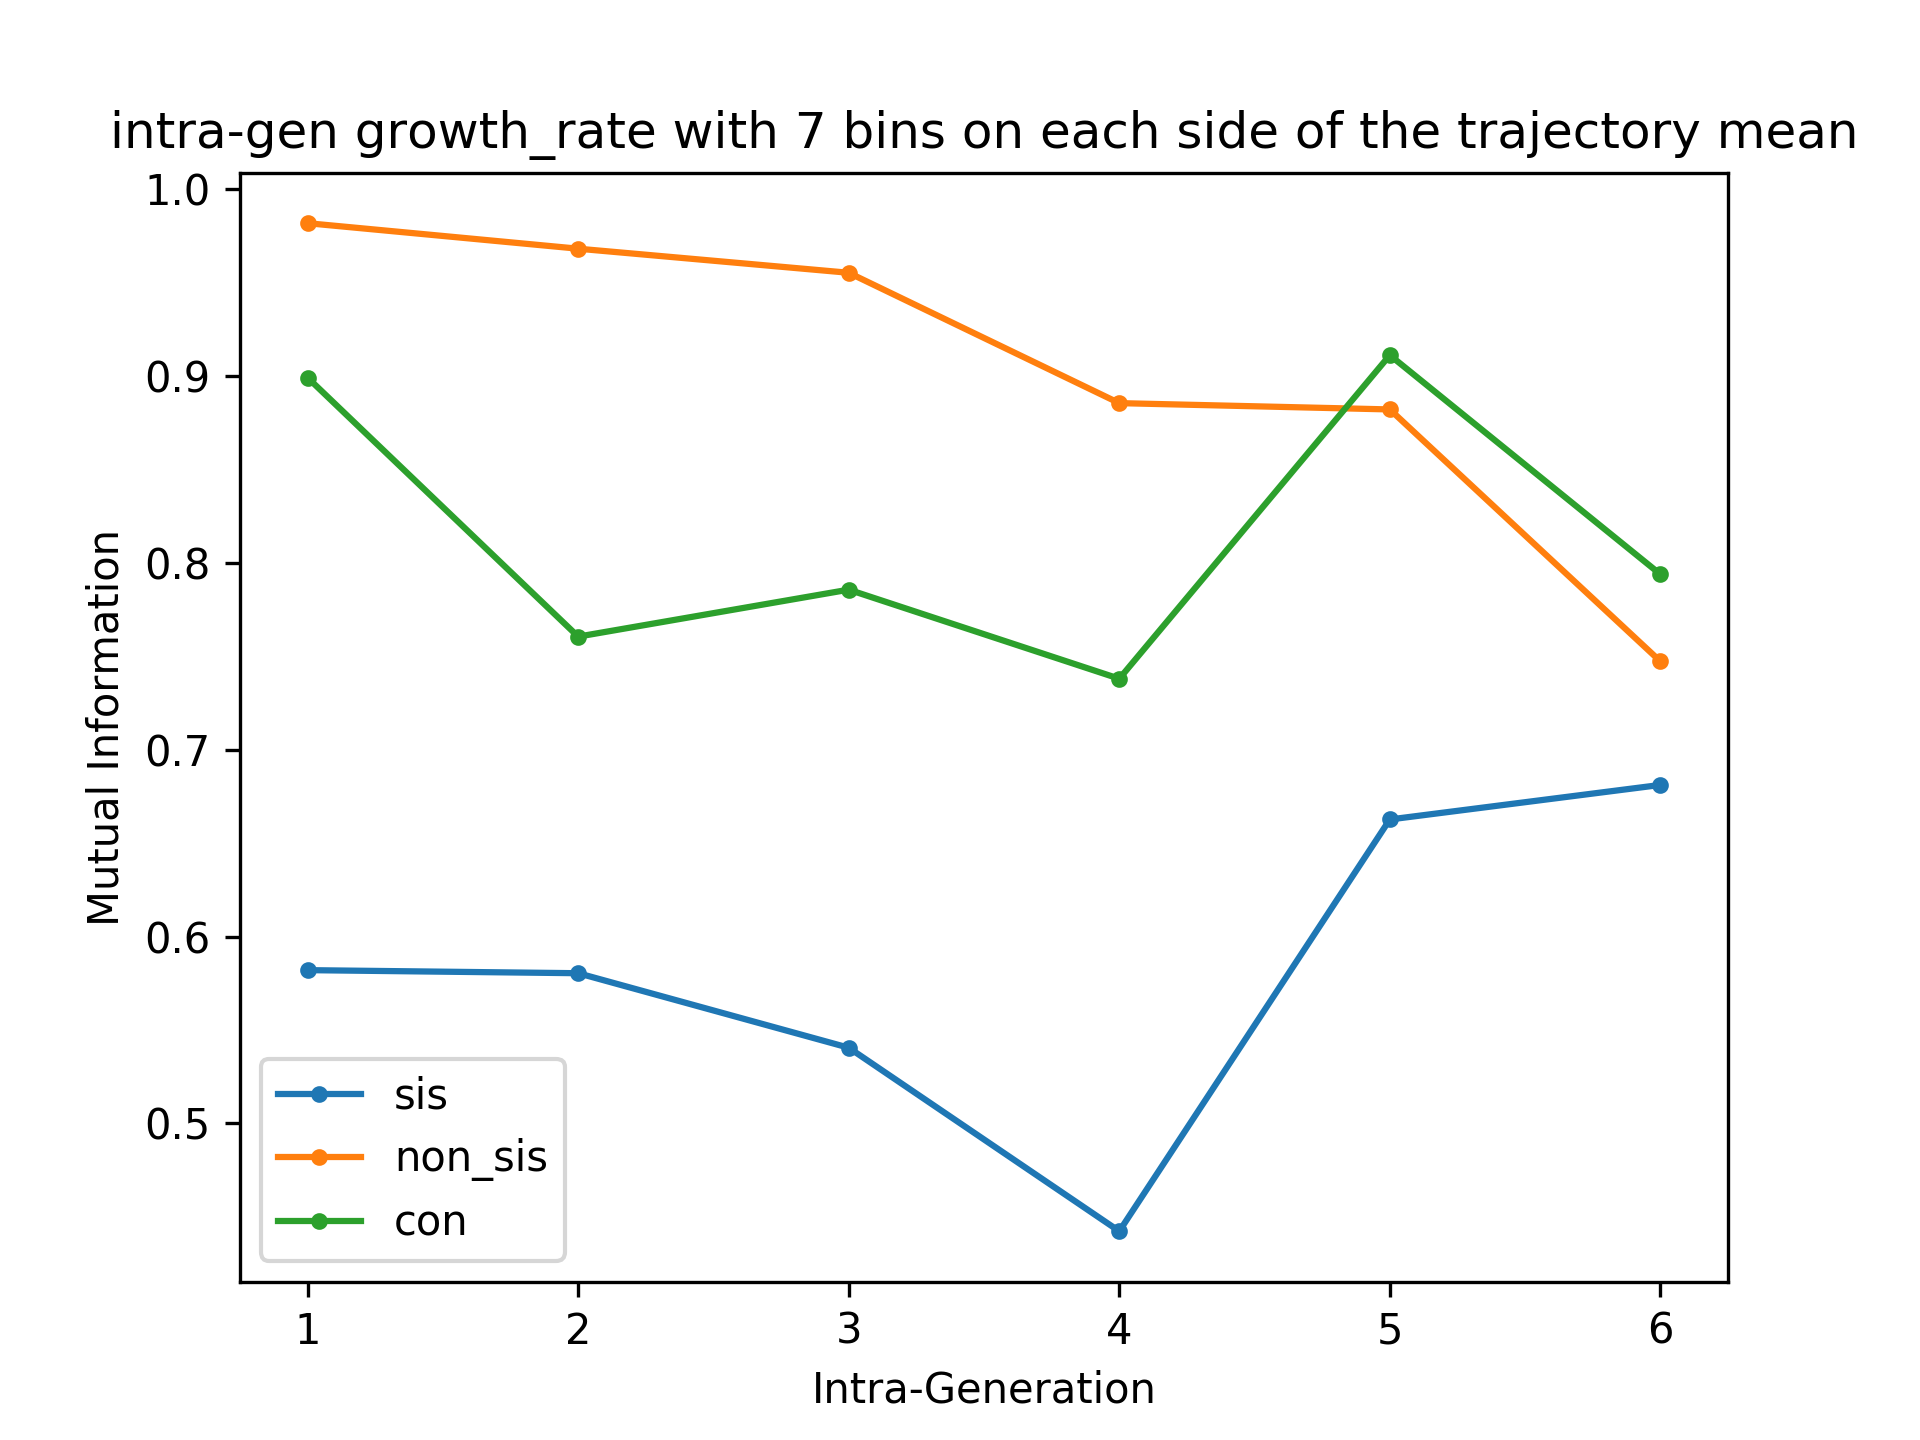 intra-gen growth_rate with 7 bins on each side of the trajectory mean
1.0
0.9
0.8
0.7
0.6
0.5
Mutual Information
sis
non_sis
con
1 2 3 4 5 6
Intra-Generation